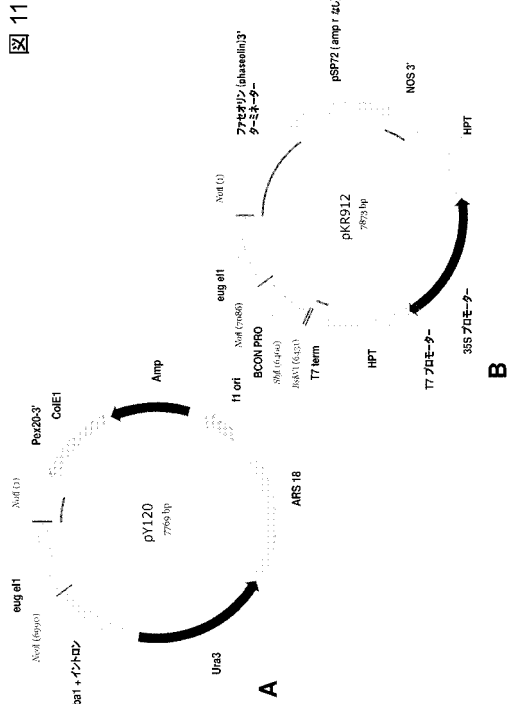 図 11
NotI (1)
Pex20-3'
ColE1
Amp
f1 ori
ARS 18
Ura3
ba1 + イントロン
NcoI (6990)
eug el1
pY120
7769 bp
A
NotI (1)
ファセオリン (phaseolin)3'
ターミネーター
pSP72 (amp r なし
NOS 3'
HPT
35S プロモーター
T7 プロモーター
HPT
T7 term
BsiWI (6451)
SbfI (6460)
BCON PRO
NotI (7086)
eug el1
pKR912
7873 bp
B